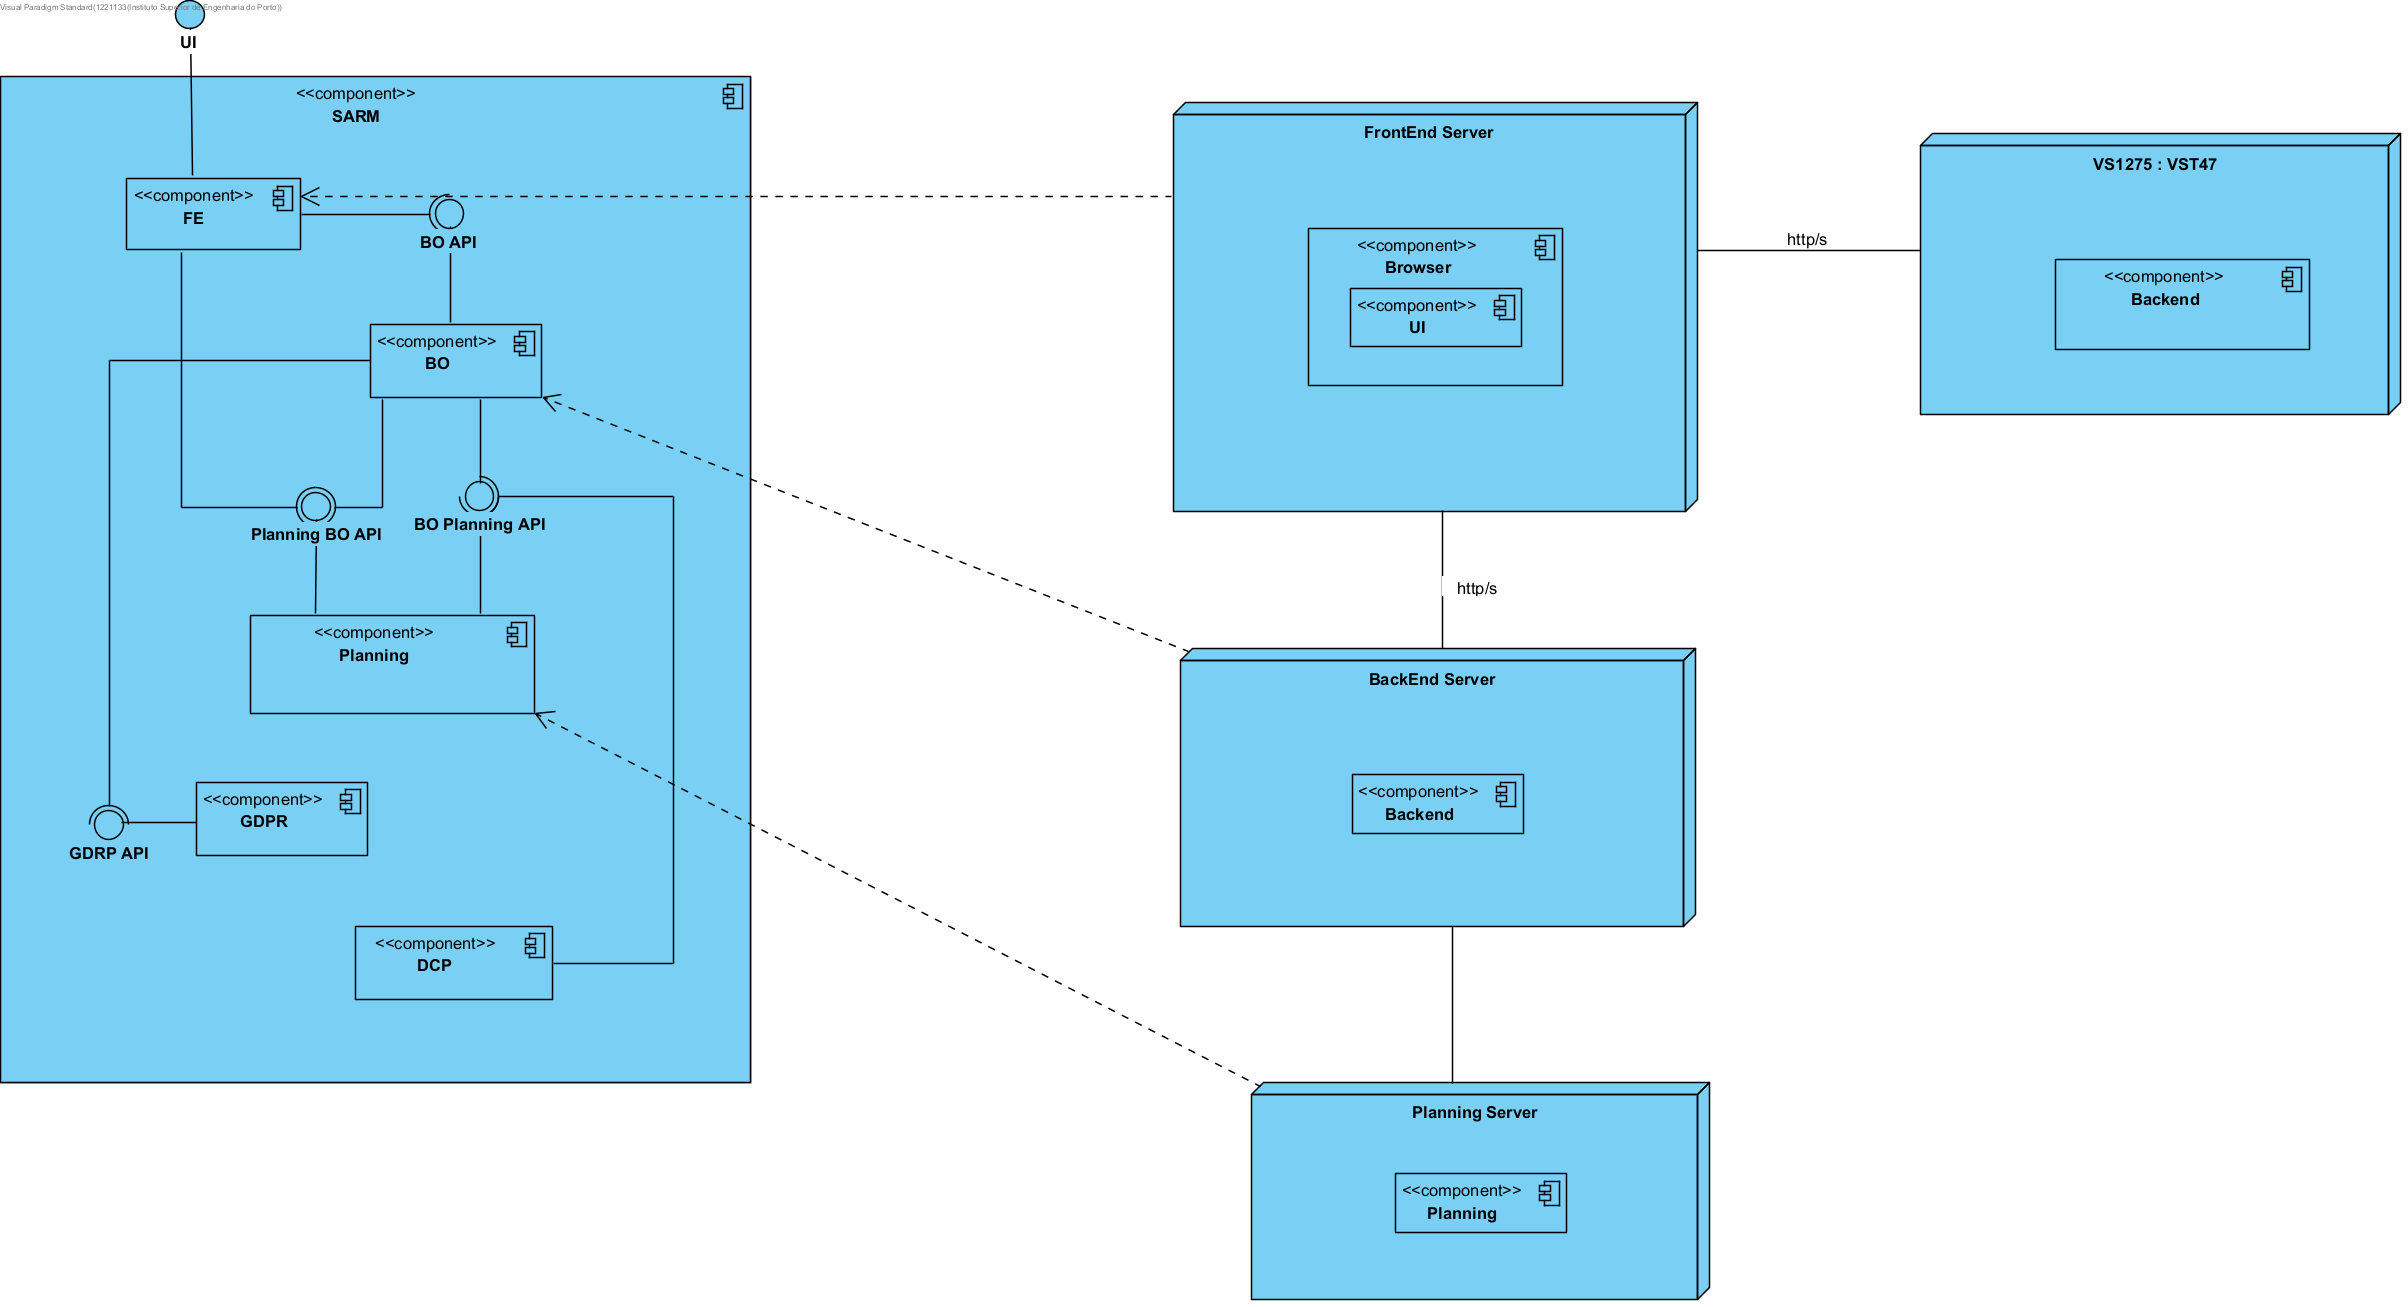 Visual Paradigm Standard(1221133(Instituto Superior de Engenharia do Porto))
UI
<<component>>
SARM
<<component>>
FE
BO API
<<component>>
BO
Planning BO API
BO Planning API
<<component>>
Planning
<<component>>
GDPR
GDRP API
<<component>>
DCP
FrontEnd Server
<<component>>
Browser
<<component>>
UI
http/s
VS1275 : VST47
<<component>>
Backend
http/s
BackEnd Server
<<component>>
Backend
Planning Server
<<component>>
Planning